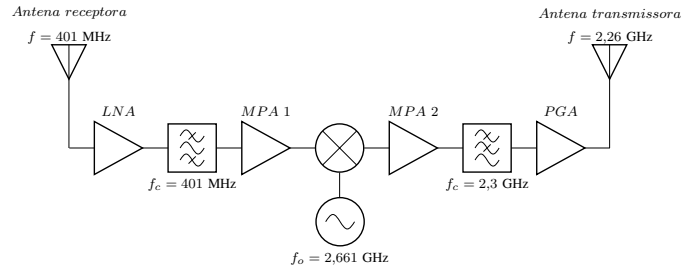 Antena receptora
f = 401 MHz
Antena transmissora
f = 2,26 GHz
LNA
MPA 1
MPA 2
PGA
f_c = 401 MHz
f_c = 2,3 GHz
f_o = 2,661 GHz